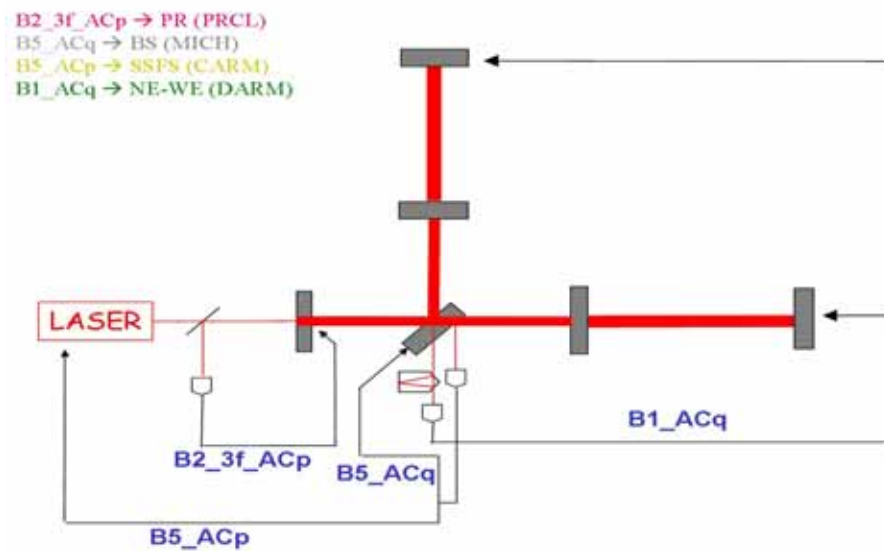 B2_3f_ACp → PR (PRCL)
B5_ACq → BS (MICH)
B5_ACp → SSFS (CARM)
B1_ACq → NE-WE (DARM)
LASER
B1_ACq
B2_3f_ACp
B5_ACq
B5_ACp